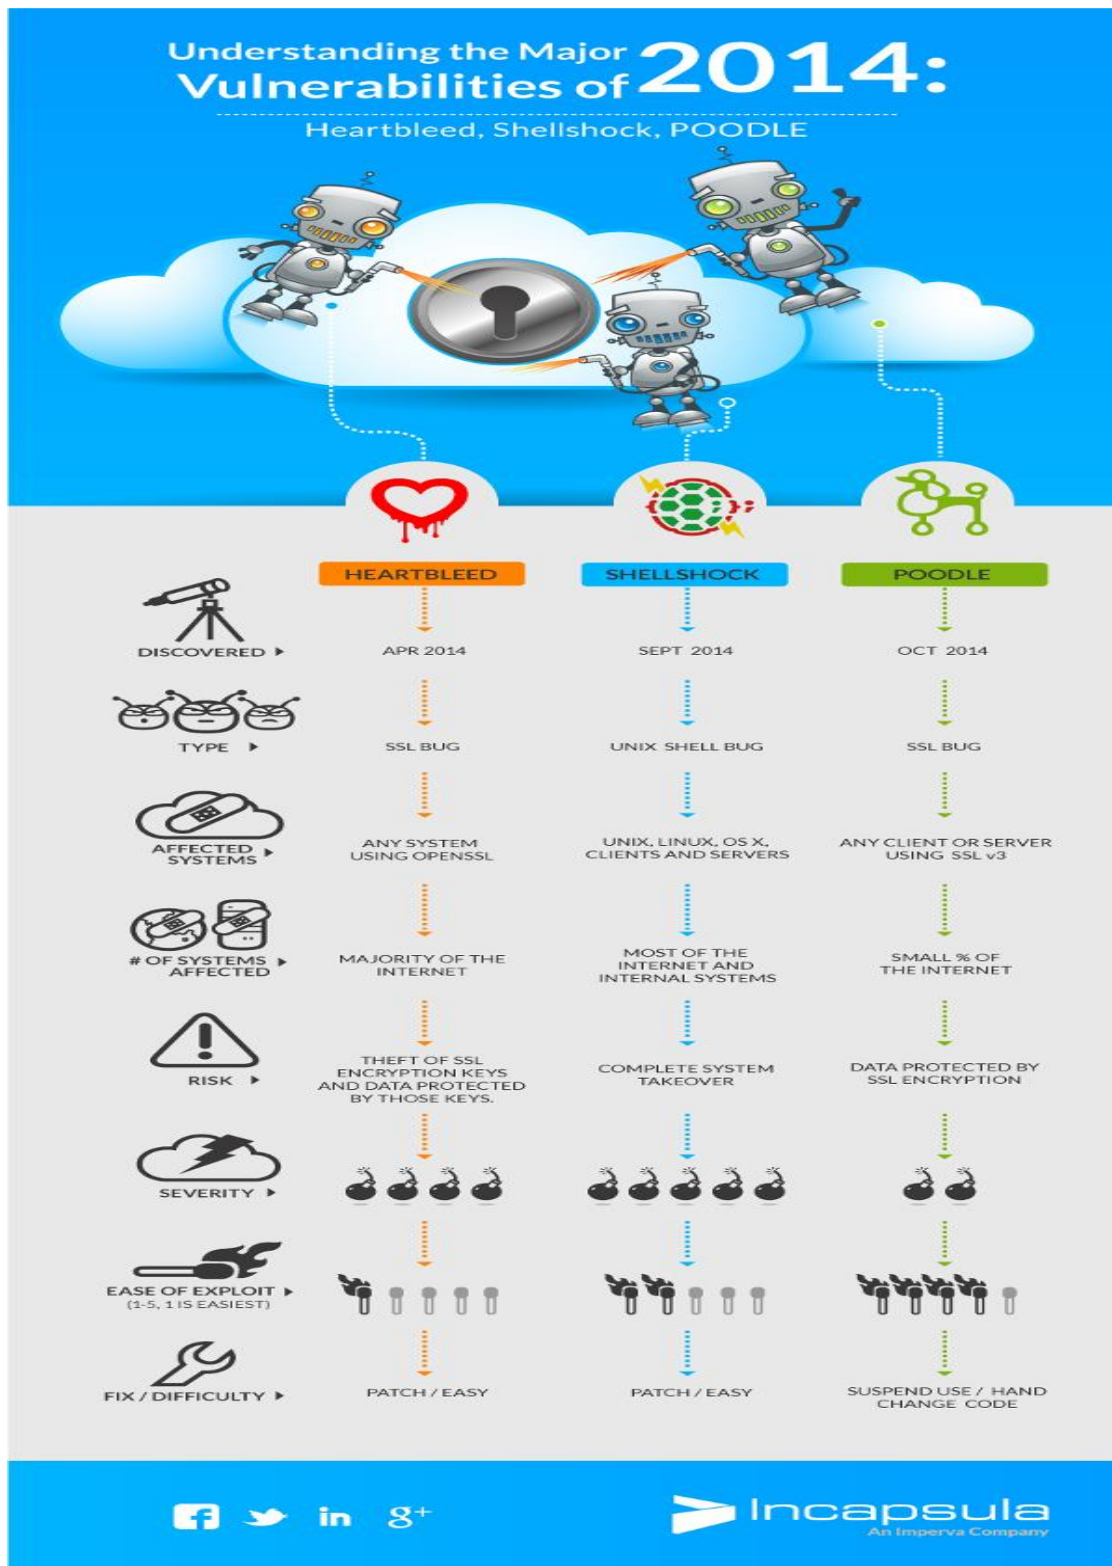 Understanding the Major
Vulnerabilities of 2014:
Heartbleed, Shellshock, POODLE
HEARTBLEED
SHELLSHOCK
POODLE
DISCOVERED
APR 2014
SEPT 2014
OCT 2014
TYPE
SSL BUG
UNIX SHELL BUG
SSL BUG
AFFECTED
SYSTEMS
ANY SYSTEM
USING OPENSSL
UNIX, LINUX, OS X,
CLIENTS AND SERVERS
ANY CLIENT OR SERVER
USING SSL v3
# OF SYSTEMS
AFFECTED
MAJORITY OF THE
INTERNET
MOST OF THE
INTERNET AND
INTERNAL SYSTEMS
SMALL % OF
THE INTERNET
RISK
THEFT OF SSL
ENCRYPTION KEYS
AND DATA PROTECTED
BY THOSE KEYS.
COMPLETE SYSTEM
TAKEOVER
DATA PROTECTED BY
SSL ENCRYPTION
SEVERITY
EASE OF EXPLOIT
(1-5, 1 IS EASIEST)
FIX / DIFFICULTY
PATCH / EASY
PATCH / EASY
SUSPEND USE / HAND
CHANGE CODE
f
in
g+
Incapsula
An Imperva Company